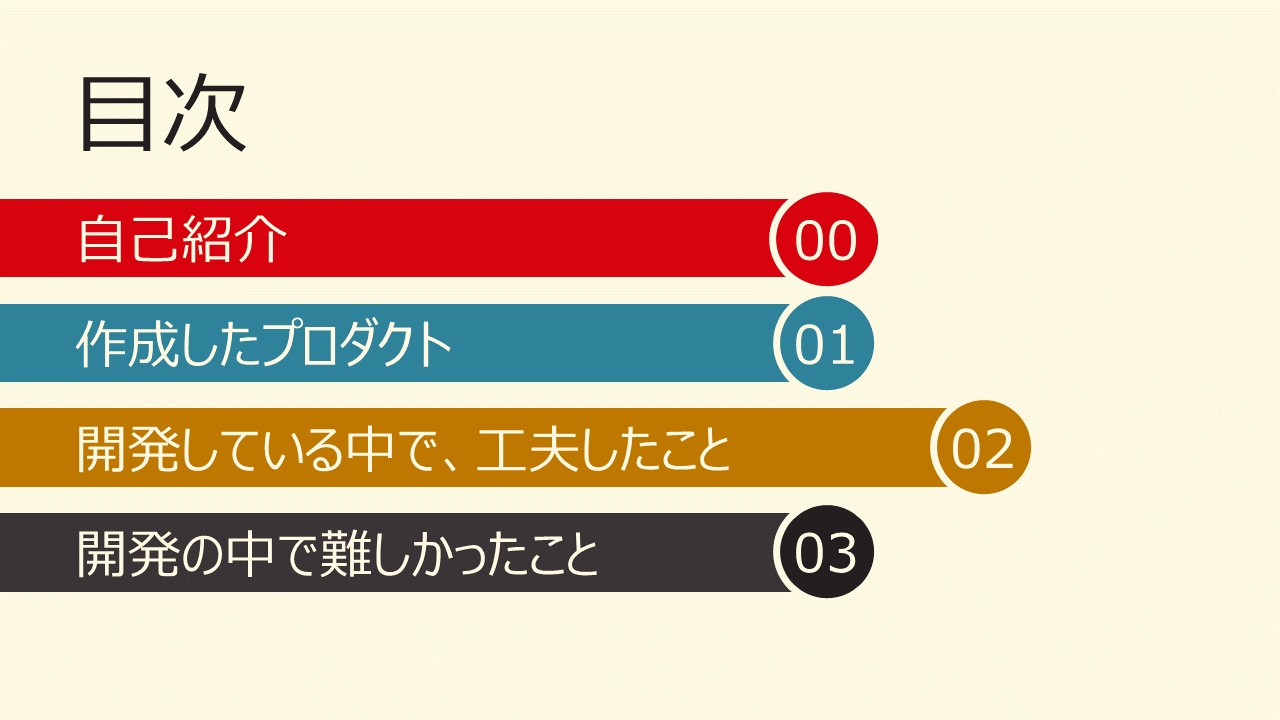 目次
自己紹介 00
作成したプロダクト 01
開発している中で、工夫したこと 02
開発の中で難しかったこと 03